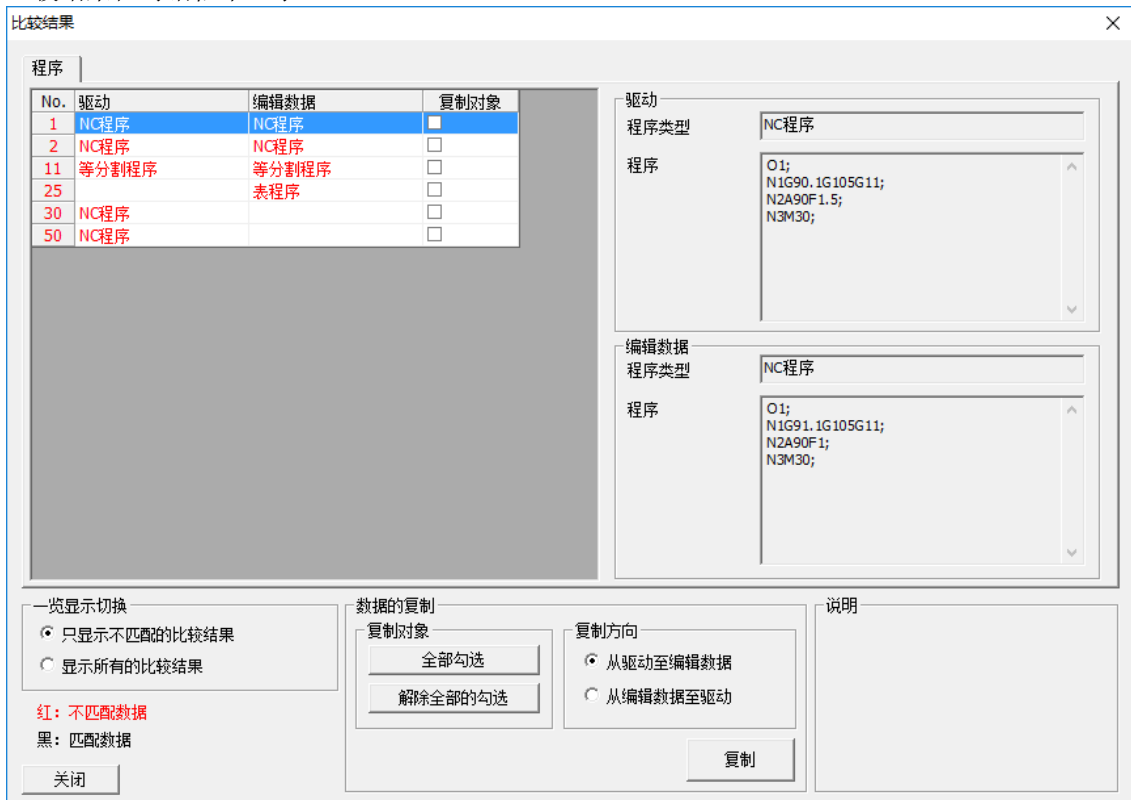 比较结果
程序
No. 驱动 编辑数据 复制对象
1 NC程序 NC程序
2 NC程序 NC程序
11 等分割程序 等分割程序
25 表程序
30 NC程序
50 NC程序
驱动
程序类型 NC程序
程序 O1;
N1G90.1G105G11;
N2A90F1.5;
N3M30;
编辑数据
程序类型 NC程序
程序 O1;
N1G91.1G105G11;
N2A90F1;
N3M30;
一览显示切换
只显示不匹配的比较结果
显示所有的比较结果
红：不匹配数据
黑：匹配数据
关闭
数据的复制
复制对象
全部勾选
解除全部的勾选
复制方向
从驱动至编辑数据
从编辑数据至驱动
复制
说明